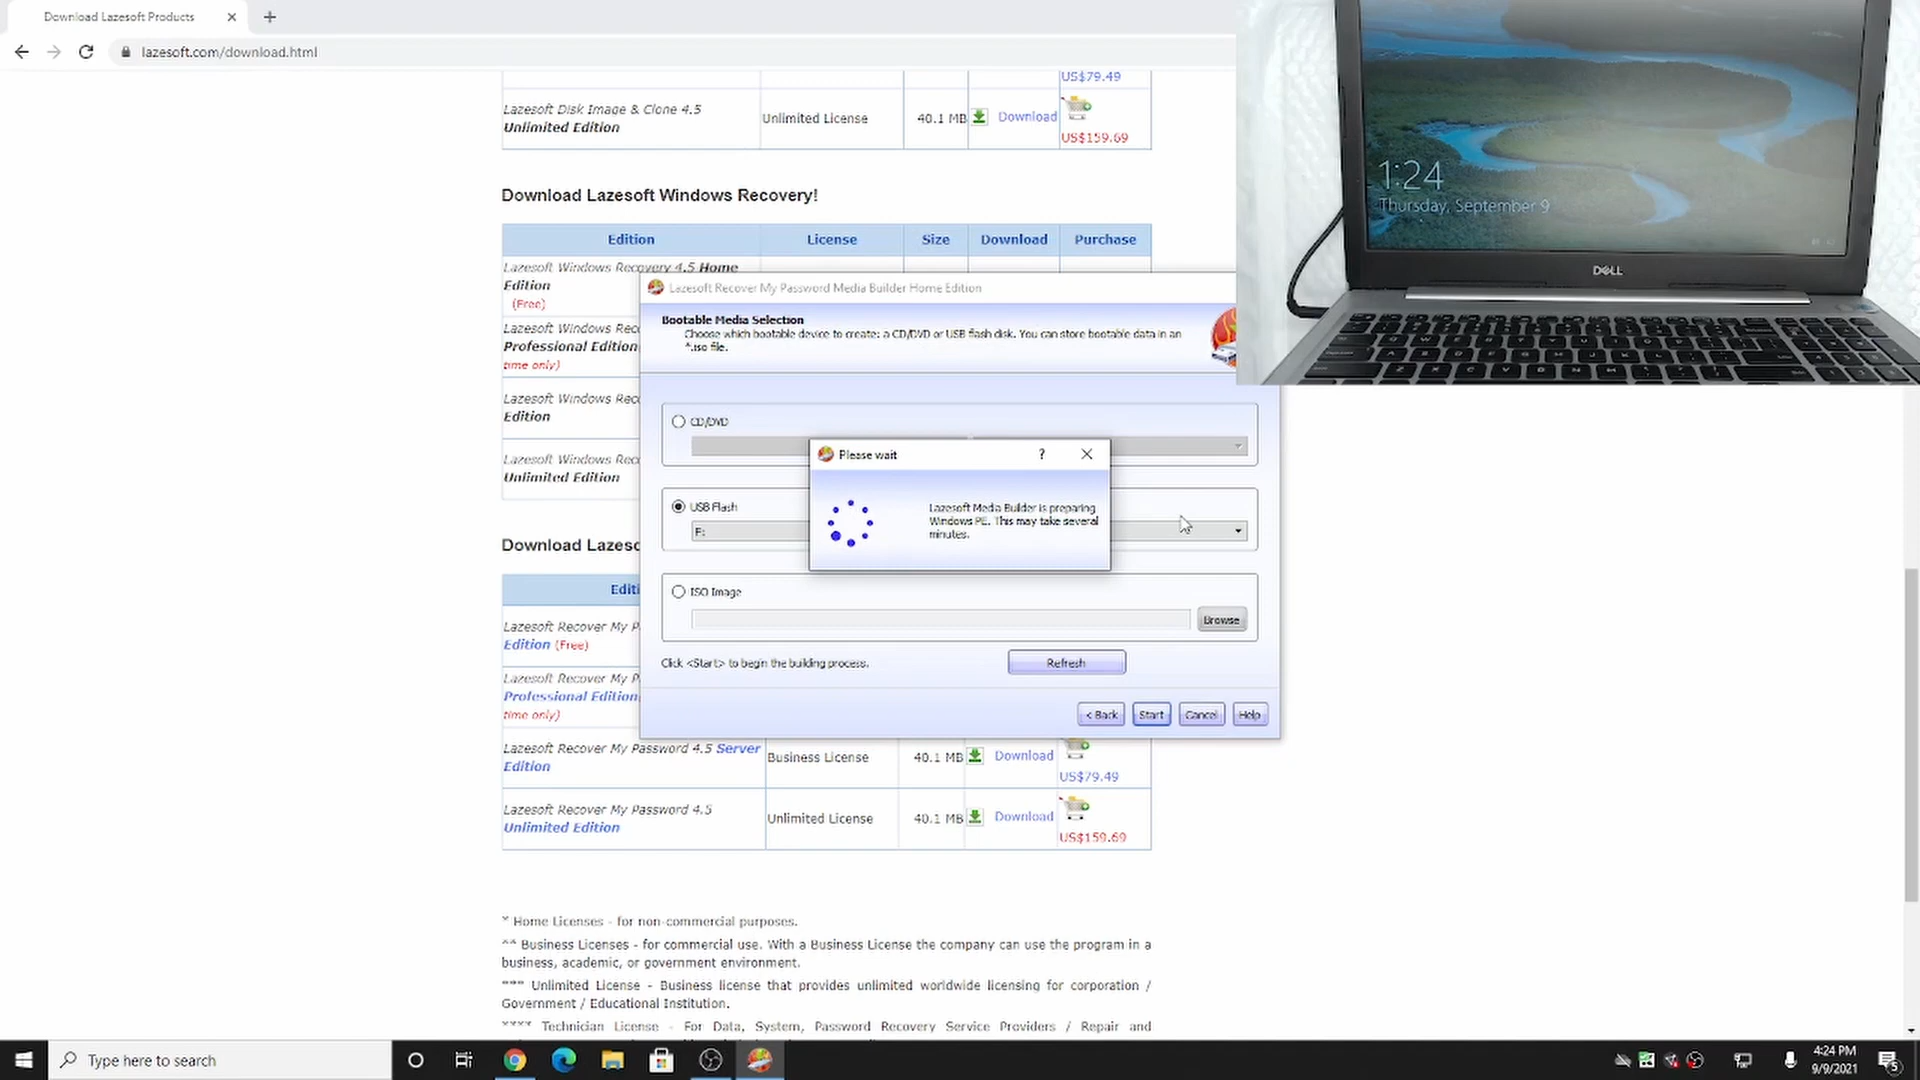 Download Lazesoft Products
lazesoft.com/download.html
US$79.49
Lazesoft Disk Image & Clone 4.5
Unlimited Edition
Unlimited License
40.1 MB
Download
US$159.69
Download Lazesoft Windows Recovery!
Edition
License
Size
Download
Purchase
Lazesoft Windows Recovery 4.5 Home
Edition
(Free)
Lazesoft Windows Rec
Professional Edition
time only)
Lazesoft Windows Rec
Edition
Lazesoft Windows Rec
Unlimited Edition
Download Lazes
Editi
Lazesoft Recover My P
Edition (Free)
Lazesoft Recover My P
Professional Edition
time only)
Lazesoft Recover My Password 4.5 Server
Edition
Business License
40.1 MB
Download
US$79.49
Lazesoft Recover My Password 4.5
Unlimited Edition
Unlimited License
40.1 MB
Download
US$159.69
* Home Licenses - for non-commercial purposes.
** Business Licenses - for commercial use. With a Business License the company can use the program in a
business, academic, or government environment.
*** Unlimited License - Business license that provides unlimited worldwide licensing for corporation /
Government / Educational Institution.
**** Technician License - For Data, System, Password Recovery Service Providers / Repair and
Lazesoft Recover My Password Media Builder Home Edition
Bootable Media Selection
Choose which bootable device to create: a CD/DVD or USB flash disk. You can store bootable data in an
*.iso file.
CD/DVD
USB Flash
F:
ISO Image
Browse
Click <Start> to begin the building process.
Refresh
< Back
Start
Cancel
Help
Please wait
?
Lazesoft Media Builder is preparing
Windows PE. This may take several
minutes.
1:24
Thursday, September 9
DELL
Type here to search
4:24 PM
9/9/2021
5